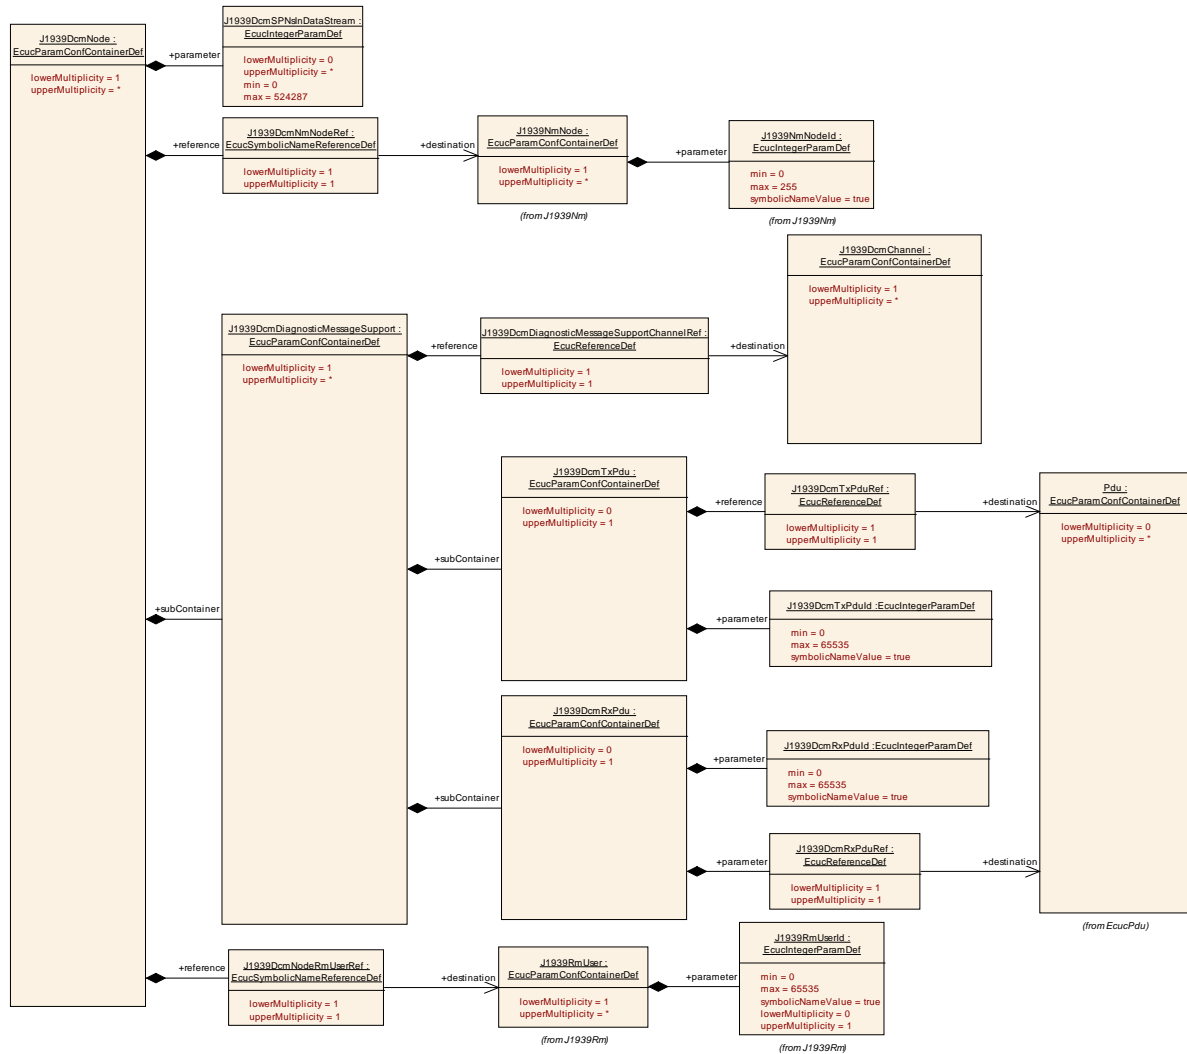 J1939DcmNode :
EcucParamConfContainerDef
lowerMultiplicity = 1
upperMultiplicity = *
+parameter
J1939DcmSPNsInDataStream :
EcucIntegerParamDef
lowerMultiplicity = 0
upperMultiplicity = *
min = 0
max = 524287
+reference
J1939DcmNmNodeRef :
EcucSymbolicNameReferenceDef
lowerMultiplicity = 1
upperMultiplicity = 1
+destination
J1939NmNode :
EcucParamConfContainerDef
lowerMultiplicity = 1
upperMultiplicity = *
(from J1939Nm)
+parameter
J1939NmNodeId :
EcucIntegerParamDef
min = 0
max = 255
symbolicNameValue = true
(from J1939Nm)
J1939DcmChannel :
EcucParamConfContainerDef
lowerMultiplicity = 1
upperMultiplicity = *
+subContainer
J1939DcmDiagnosticMessageSupport :
EcucParamConfContainerDef
lowerMultiplicity = 1
upperMultiplicity = *
+reference
J1939DcmDiagnosticMessageSupportChannelRef :
EcucReferenceDef
lowerMultiplicity = 1
upperMultiplicity = 1
+destination
+subContainer
J1939DcmTxPdu :
EcucParamConfContainerDef
lowerMultiplicity = 0
upperMultiplicity = 1
+reference
J1939DcmTxPduRef :
EcucReferenceDef
lowerMultiplicity = 1
upperMultiplicity = 1
+destination
Pdu :
EcucParamConfContainerDef
lowerMultiplicity = 0
upperMultiplicity = *
+parameter
J1939DcmTxPduId :EcucIntegerParamDef
min = 0
max = 65535
symbolicNameValue = true
+subContainer
J1939DcmRxPdu :
EcucParamConfContainerDef
lowerMultiplicity = 0
upperMultiplicity = 1
+parameter
J1939DcmRxPduId :EcucIntegerParamDef
min = 0
max = 65535
symbolicNameValue = true
+parameter
J1939DcmRxPduRef :
EcucReferenceDef
lowerMultiplicity = 1
upperMultiplicity = 1
+destination
(from EcucPdu)
+reference
J1939DcmNodeRmUserRef :
EcucSymbolicNameReferenceDef
lowerMultiplicity = 1
upperMultiplicity = 1
+destination
J1939RmUser :
EcucParamConfContainerDef
lowerMultiplicity = 1
upperMultiplicity = *
(from J1939Rm)
+parameter
J1939RmUserId :
EcucIntegerParamDef
min = 0
max = 65535
symbolicNameValue = true
lowerMultiplicity = 0
upperMultiplicity = 1
(from J1939Rm)